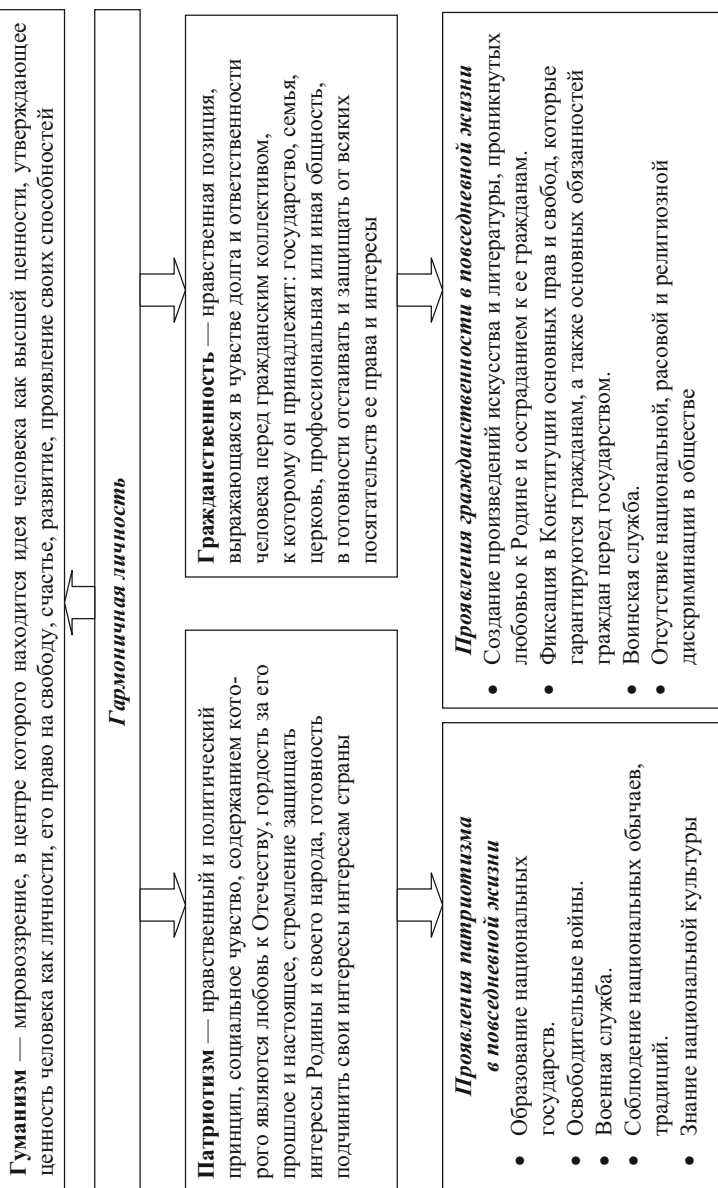 Гуманизм — мировоззрение, в центре которого находится идея человека как высшей ценности, утверждающее
ценность человека как личности, его право на свободу, счастье, развитие, проявление своих способностей
Гармоничная личность
Патриотизм — нравственный и политический
принцип, социальное чувство, содержанием кото-
рого являются любовь к Отечеству, гордость за его
прошлое и настоящее, стремление защищать
интересы Родины и своего народа, готовность
подчинить свои интересы интересам страны
Гражданственность — нравственная позиция,
выражающаяся в чувстве долга и ответственности
человека перед гражданским коллективом,
к которому он принадлежит: государство, семья,
церковь, профессиональная или иная общность,
в готовности отстаивать и защищать от всяких
посягательств ее права и интересы
Проявления патриотизма
в повседневной жизни
• Образование национальных
государств.
• Освободительные войны.
• Военная служба.
• Соблюдение национальных обычаев,
традиций.
• Знание национальной культуры
Проявления гражданственности в повседневной жизни
• Создание произведений искусства и литературы, проникнутых
любовью к Родине и состраданием к ее гражданам.
• Фиксация в Конституции основных прав и свобод, которые
гарантируются гражданам, а также основных обязанностей
граждан перед государством.
• Воинская служба.
• Отсутствие национальной, расовой и религиозной
дискриминации в обществе